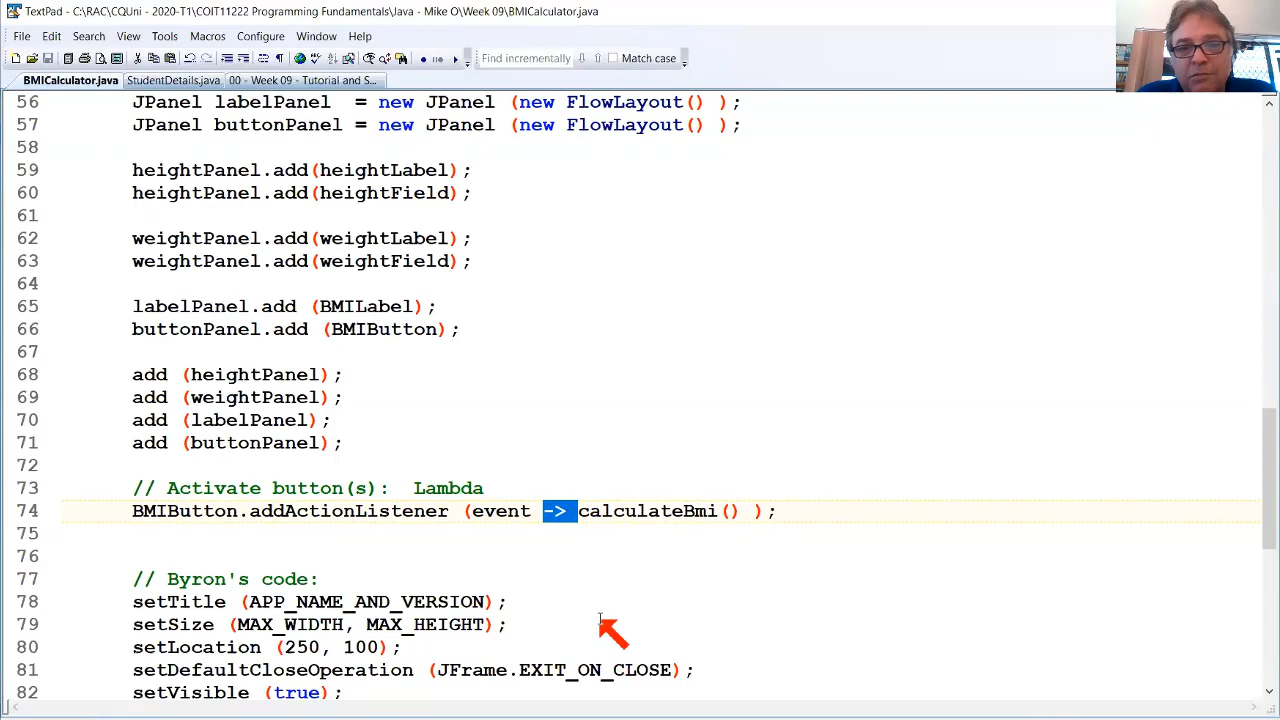 TextPad - C:\RAC\CQUni - 2020-T1\COIT11222 Programming Fundamentals\Java - Mike O\Week 09\BMICalculator.java
File Edit Search View Tools Macros Configure Window Help
Find incrementally Match case
BMICalculator.java StudentDetails.java 00 - Week 09 - Tutorial and S...
56 JPanel labelPanel  = new JPanel (new FlowLayout() );
57 JPanel buttonPanel = new JPanel (new FlowLayout() );
58
59 heightPanel.add(heightLabel);
60 heightPanel.add(heightField);
61
62 weightPanel.add(weightLabel);
63 weightPanel.add(weightField);
64
65 labelPanel.add (BMILabel);
66 buttonPanel.add (BMIButton);
67
68 add (heightPanel);
69 add (weightPanel);
70 add (labelPanel);
71 add (buttonPanel);
72
73 // Activate button(s):  Lambda
74 BMIButton.addActionListener (event -> calculateBmi() );
75
76
77 // Byron's code:
78 setTitle (APP_NAME_AND_VERSION);
79 setSize (MAX_WIDTH, MAX_HEIGHT);
80 setLocation (250, 100);
81 setDefaultCloseOperation (JFrame.EXIT_ON_CLOSE);
82 setVisible (true);